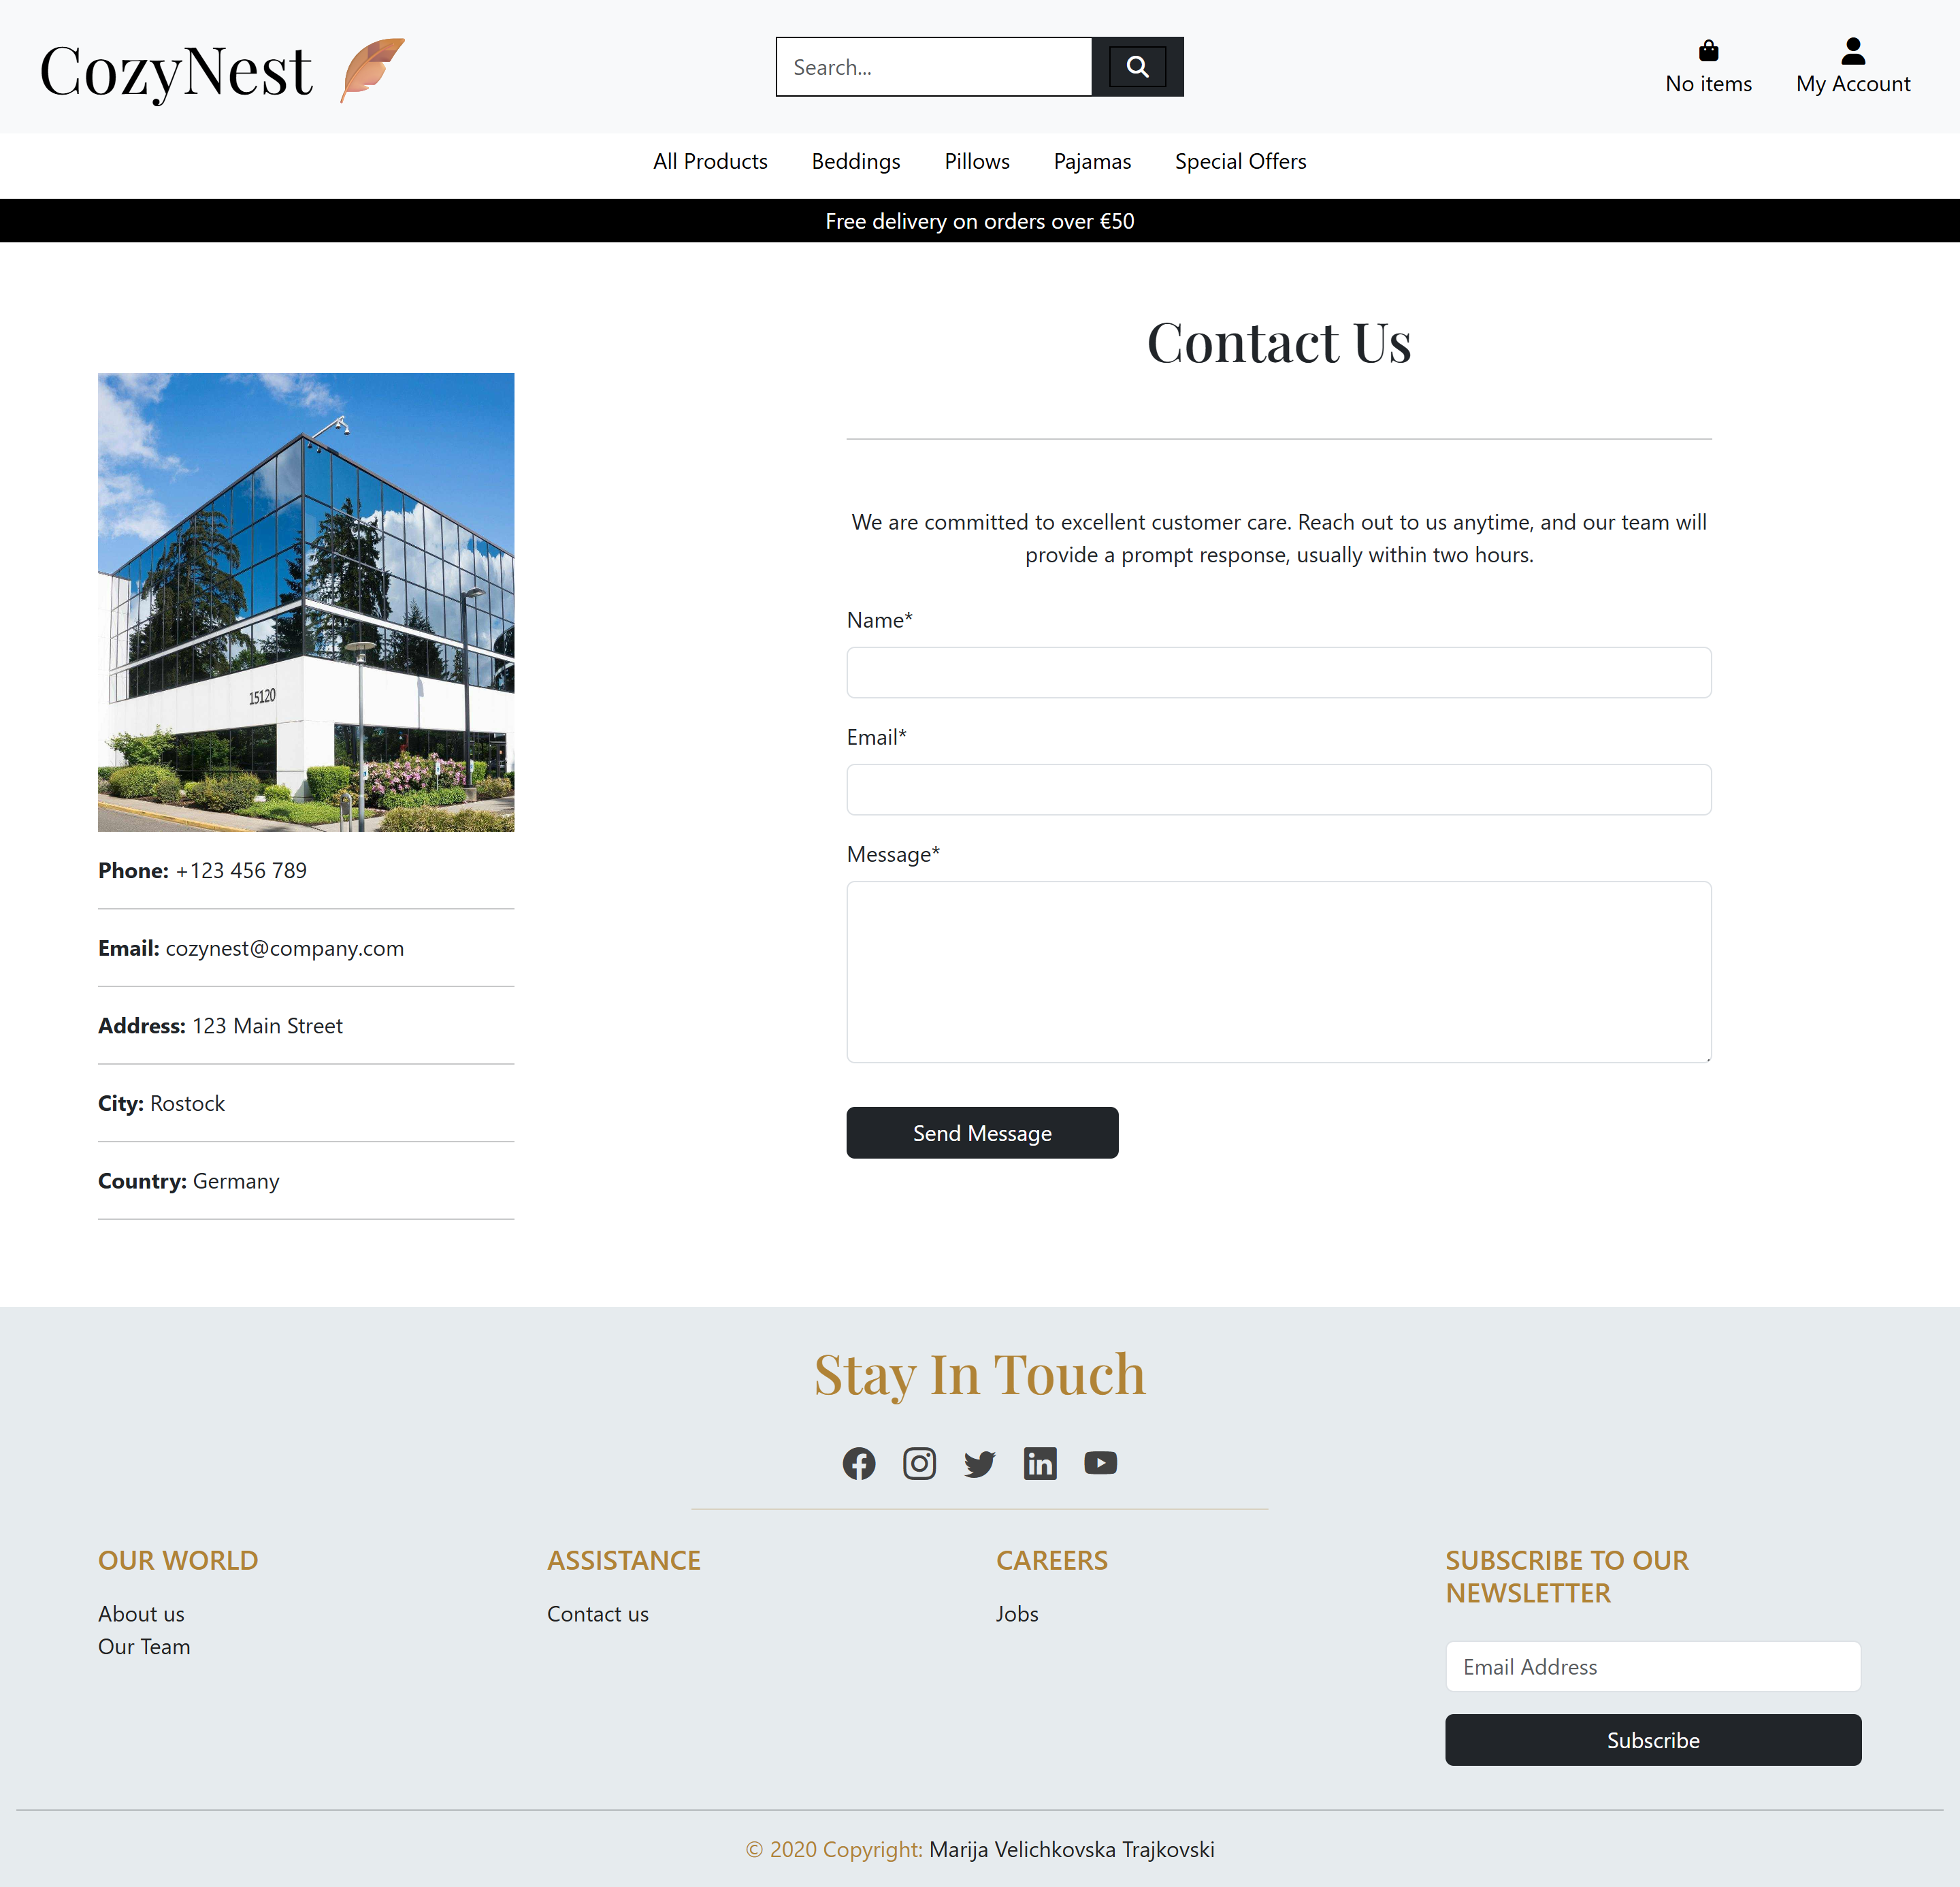 CozyNest
Search...
No items
My Account
All Products
Beddings
Pillows
Pajamas
Special Offers
Free delivery on orders over €50
Contact Us
15120
Phone: +123 456 789
Email: cozynest@company.com
Address: 123 Main Street
City: Rostock
Country: Germany
We are committed to excellent customer care. Reach out to us anytime, and our team will
provide a prompt response, usually within two hours.
Name*
Email*
Message*
Send Message
Stay In Touch
OUR WORLD
About us
Our Team
ASSISTANCE
Contact us
CAREERS
Jobs
SUBSCRIBE TO OUR
NEWSLETTER
Email Address
Subscribe
© 2020 Copyright: Marija Velichkovska Trajkovski